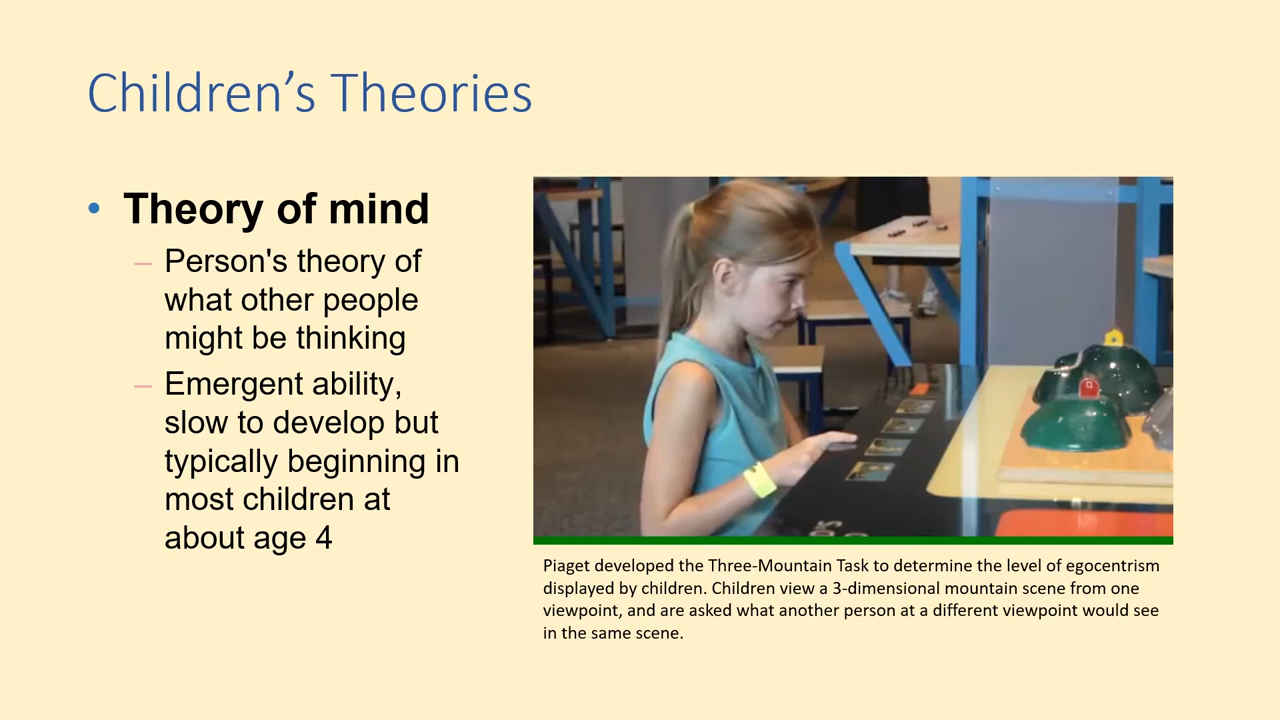 Children’s Theories
• Theory of mind
– Person's theory of
what other people
might be thinking
– Emergent ability,
slow to develop but
typically beginning in
most children at
about age 4
Piaget developed the Three-Mountain Task to determine the level of egocentrism
displayed by children. Children view a 3-dimensional mountain scene from one
viewpoint, and are asked what another person at a different viewpoint would see
in the same scene.